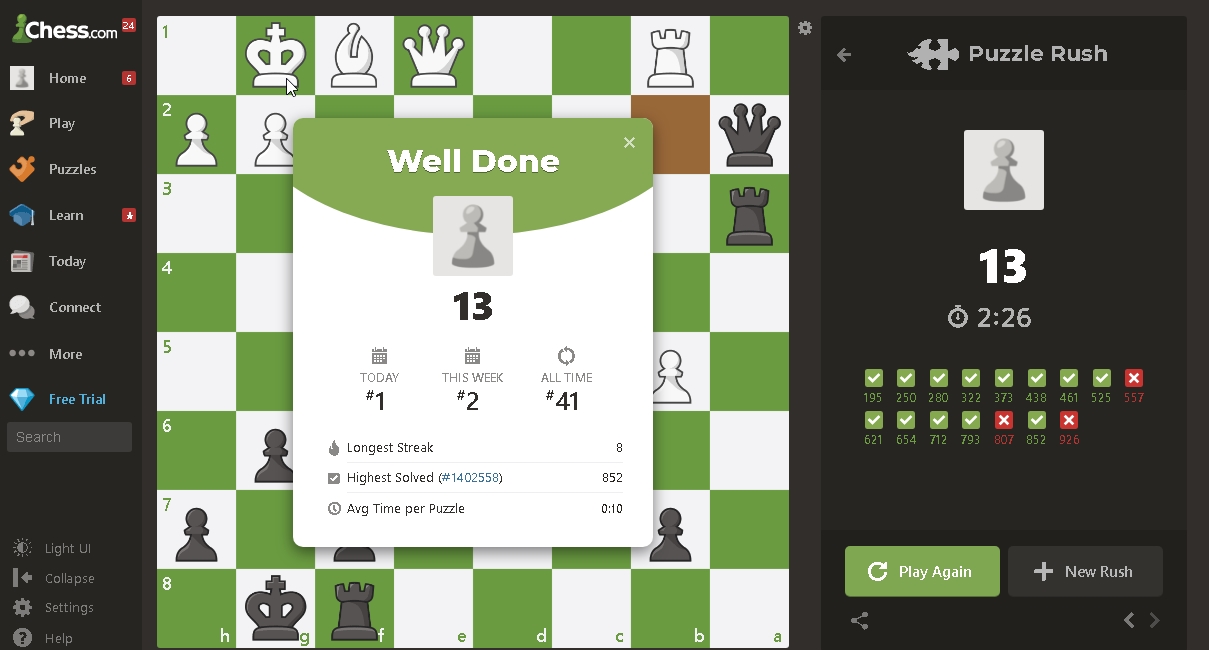 Chess.com 24
Home 6
Play
Puzzles
Learn
Today
Connect
More
Free Trial
Search
Light UI
Collapse
Settings
Help
1
2
3
4
5
6
7
8
h g f e d c b a
Well Done
13
TODAY THIS WEEK ALL TIME
#1 #2 #41
Longest Streak 8
Highest Solved (#1402558) 852
Avg Time per Puzzle 0:10
Puzzle Rush
13
2:26
195 250 280 322 373 438 461 525 557
621 654 712 793 807 852 926
Play Again New Rush